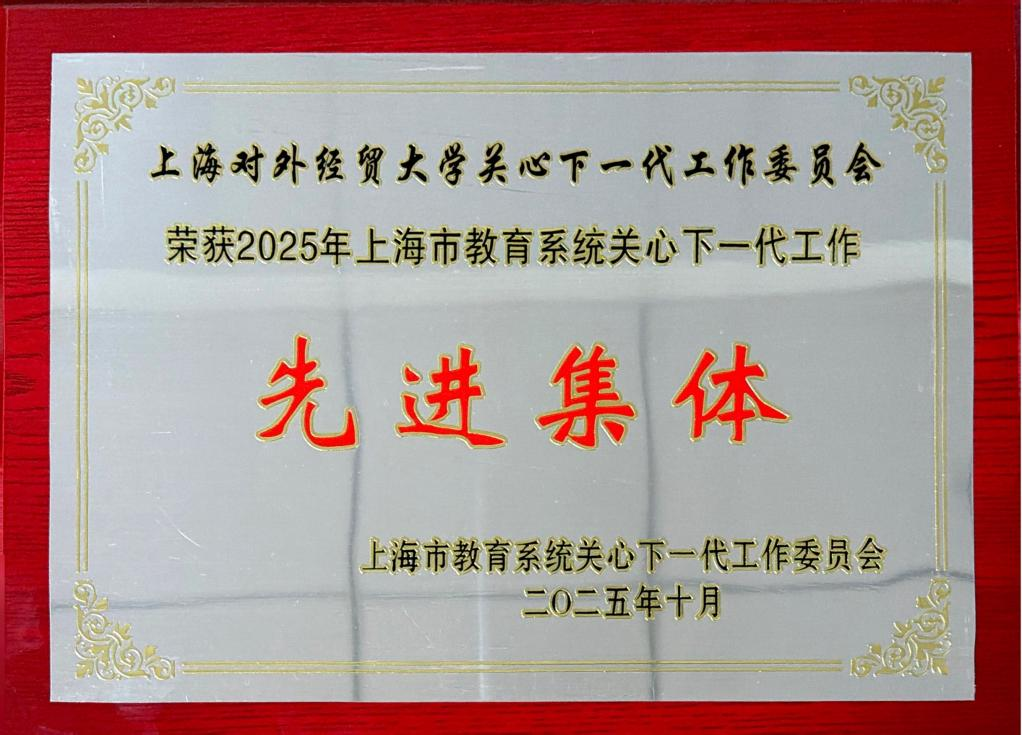 上海对外经贸大学关心下一代工作委员会
荣获2025年上海市教育系统关心下一代工作
先进集体
上海市教育系统关心下一代工作委员会
二〇二五年十月